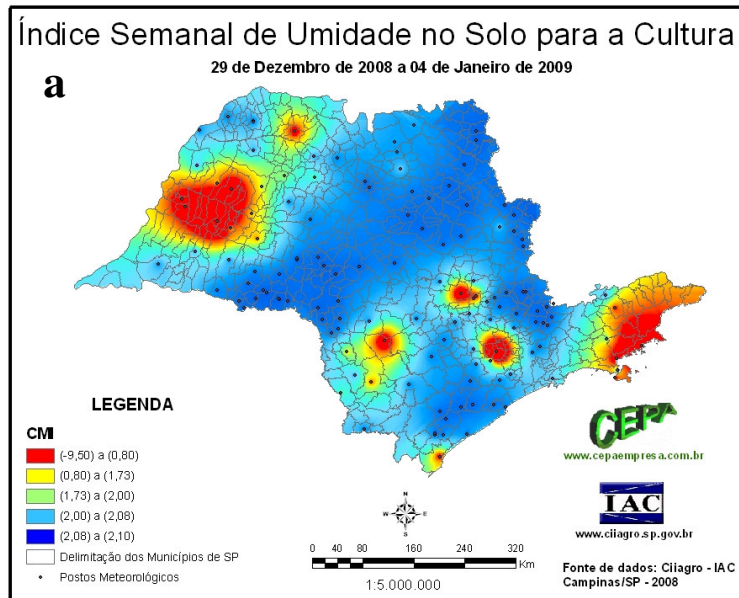 Índice Semanal de Umidade no Solo para a Cultura
29 de Dezembro de 2008 a 04 de Janeiro de 2009
a
LEGENDA
CMI
(-9,50) a (0,80)
(0,80) a (1,73)
(1,73) a (2,00)
(2,00) a (2,08)
(2,08) a (2,10)
Delimitação dos Municípios de SP
Postos Meteorológicos
N
W E
S
0 40 80 160 240 320
Km
1:5.000.000
CEPA
www.cepaempresa.com.br
IAC
www.ciiagro.sp.gov.br
Fonte de dados: Ciiagro - IAC
Campinas/SP - 2008